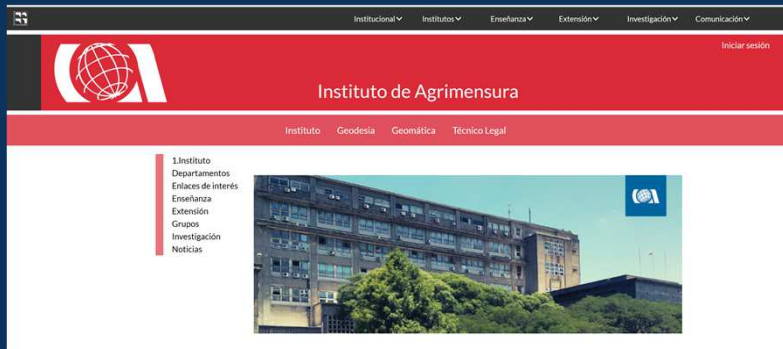 Institucional Institutos Enseñanza Extensión Investigación Comunicación
Iniciar sesión
Instituto de Agrimensura
Instituto Geodesia Geomática Técnico Legal
1.Instituto
Departamentos
Enlaces de interés
Enseñanza
Extensión
Grupos
Investigación
Noticias